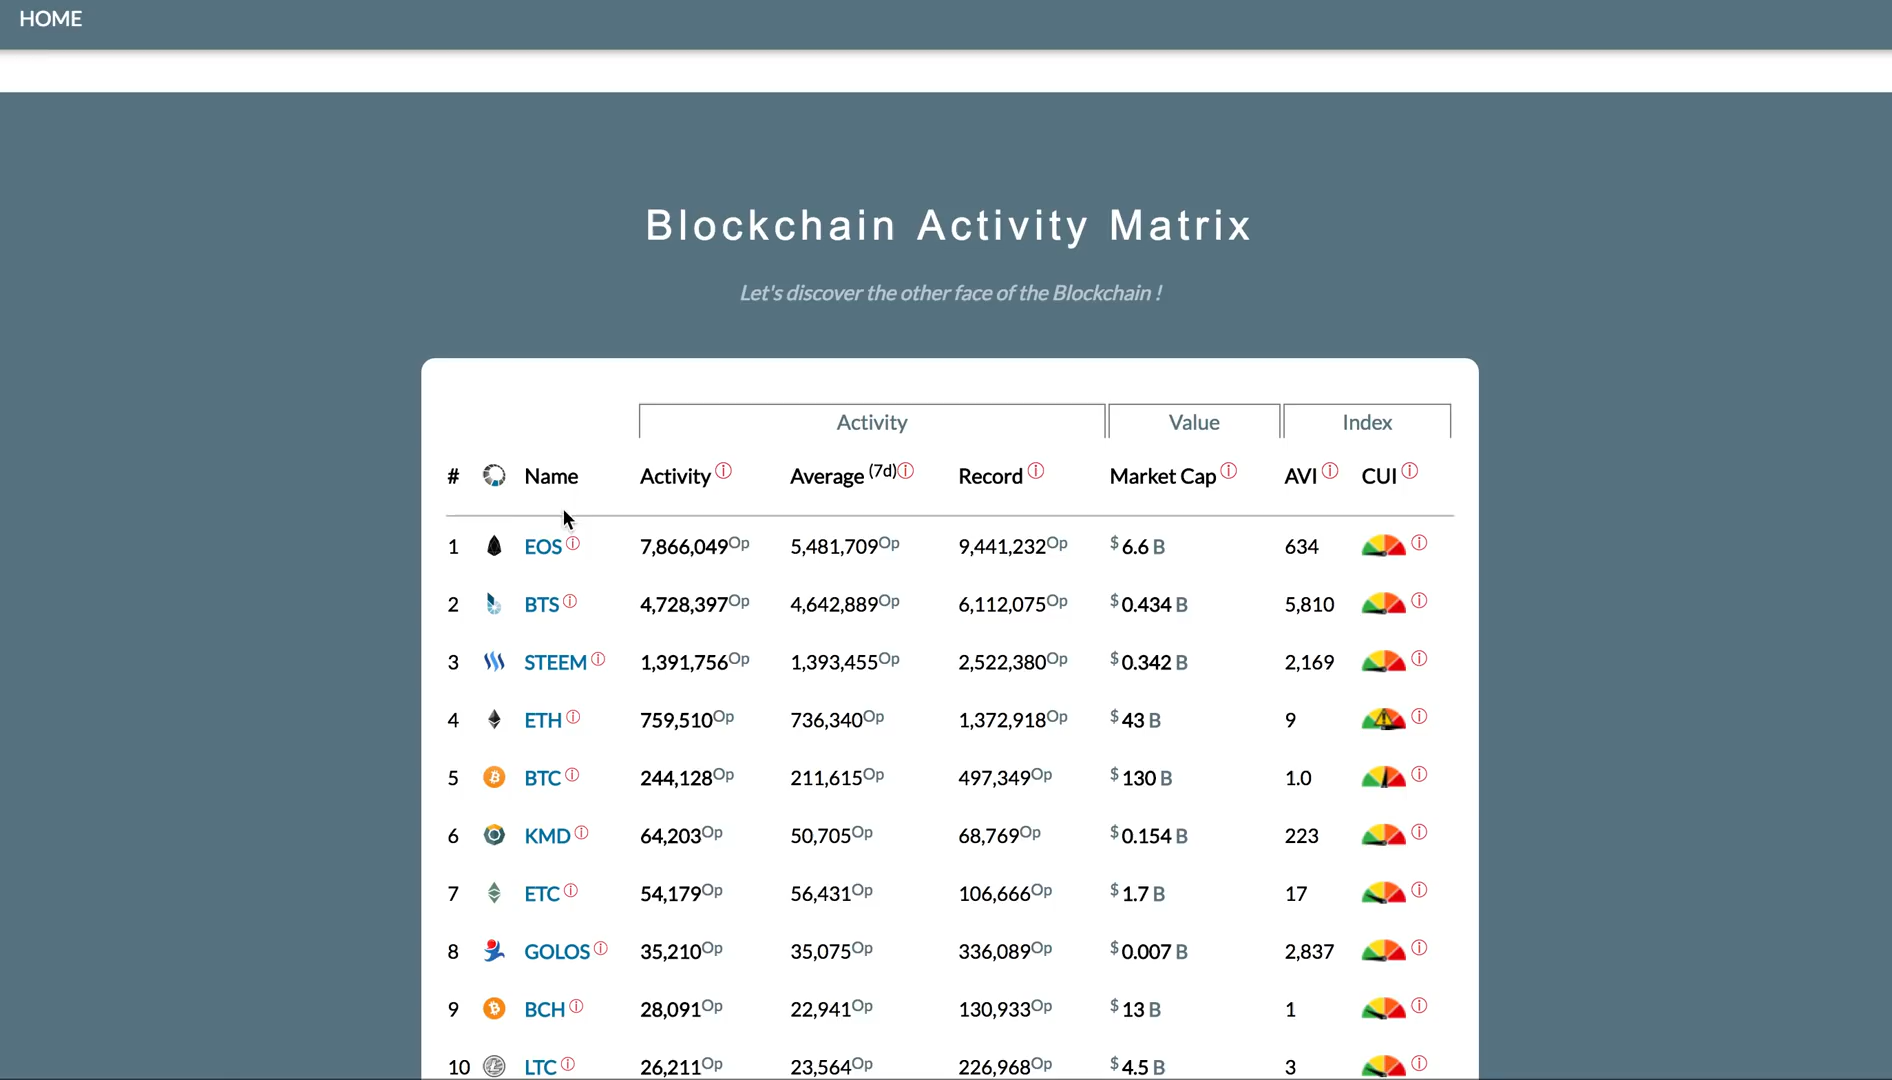 HOME
Blockchain Activity Matrix
Let's discover the other face of the Blockchain !
Activity Value Index
# Name Activity Average (7d) Record Market Cap AVI CUI
1 EOS 7,866,049Op 5,481,709Op 9,441,232Op $6.6 B 634
2 BTS 4,728,397Op 4,642,889Op 6,112,075Op $0.434 B 5,810
3 STEEM 1,391,756Op 1,393,455Op 2,522,380Op $0.342 B 2,169
4 ETH 759,510Op 736,340Op 1,372,918Op $43 B 9
5 BTC 244,128Op 211,615Op 497,349Op $130 B 1.0
6 KMD 64,203Op 50,705Op 68,769Op $0.154 B 223
7 ETC 54,179Op 56,431Op 106,666Op $1.7 B 17
8 GOLOS 35,210Op 35,075Op 336,089Op $0.007 B 2,837
9 BCH 28,091Op 22,941Op 130,933Op $13 B 1
10 LTC 26,211Op 23,564Op 226,968Op $4.5 B 3